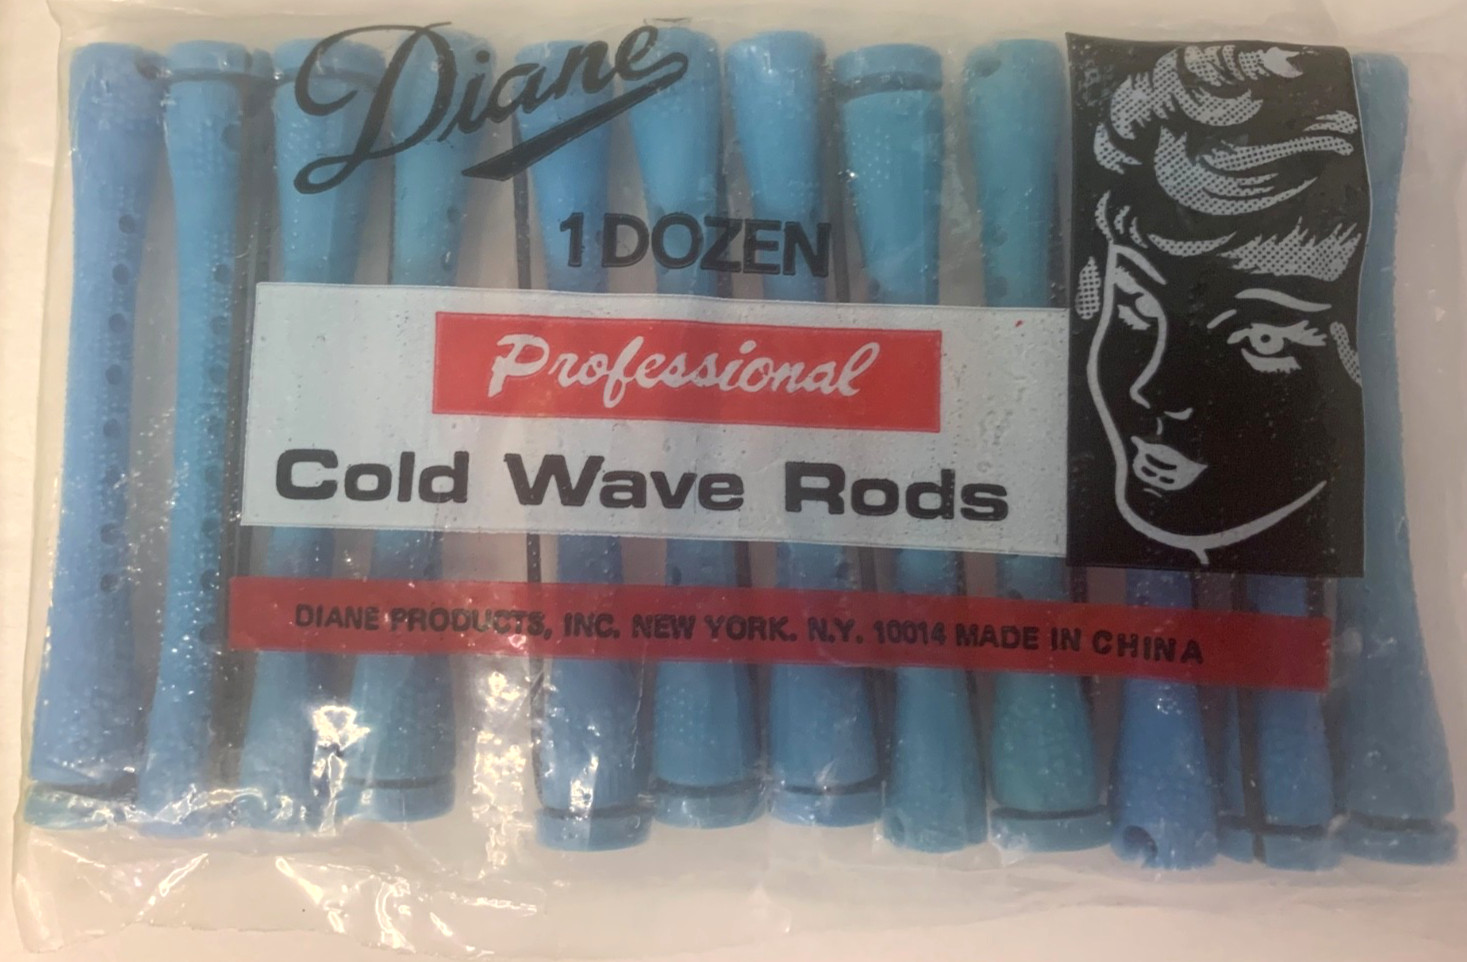 Diane
1 DOZEN
Professional
Cold Wave Rods
DIANE PRODUCTS, INC. NEW YORK. N.Y. 10014 MADE IN CHINA